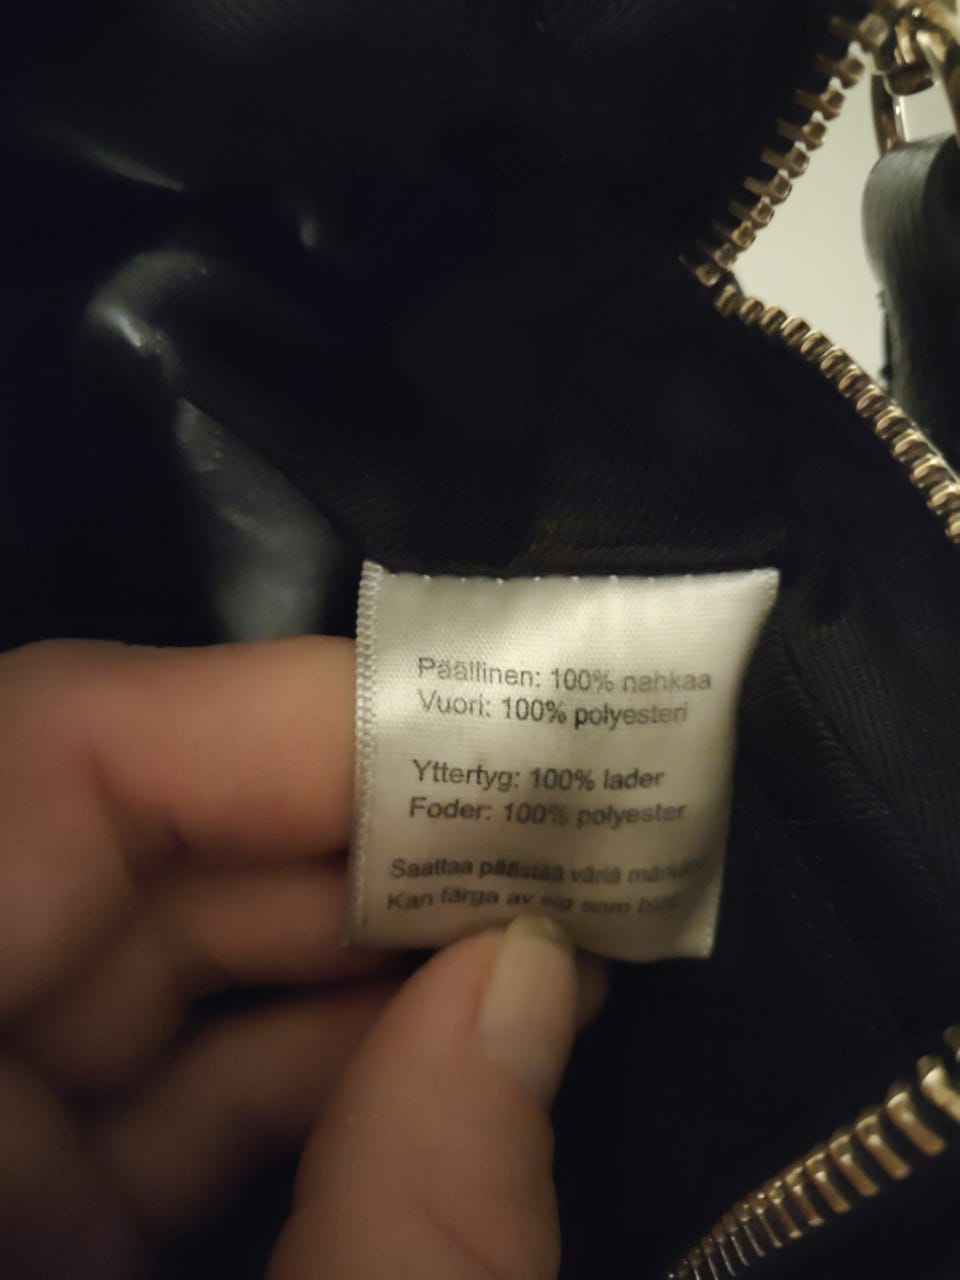 Päällinen: 100% nahkaa
Vuori: 100% polyesteri
Yttertyg: 100% läder
Foder: 100% polyester
Saattaa päästää väriä
Kan färga av sig som